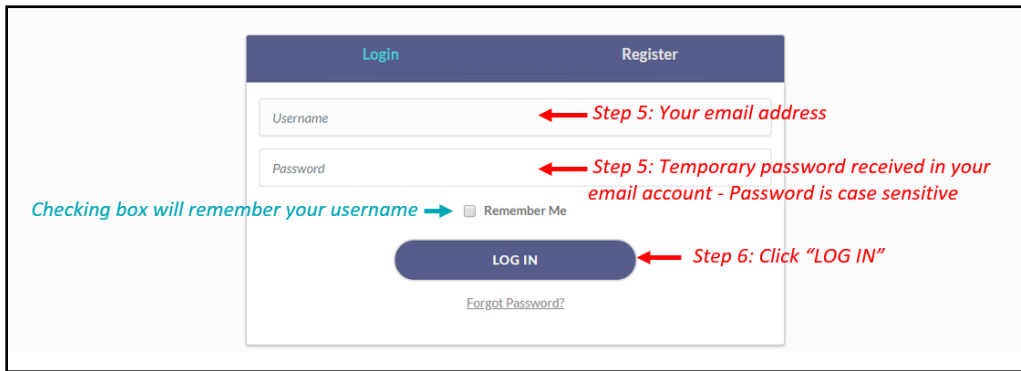 Login Register
Username
Step 5: Your email address
Password
Step 5: Temporary password received in your
email account - Password is case sensitive
Checking box will remember your username
Remember Me
LOG IN
Step 6: Click “LOG IN”
Forgot Password?